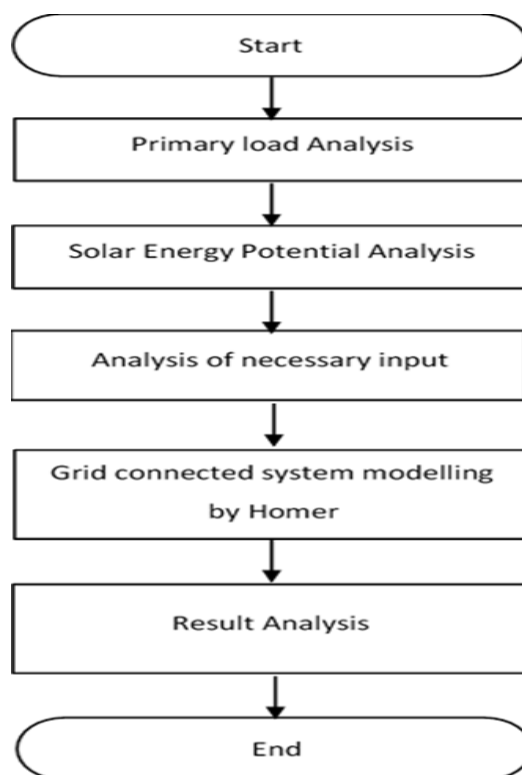 Start
Primary load Analysis
Solar Energy Potential Analysis
Analysis of necessary input
Grid connected system modelling
by Homer
Result Analysis
End